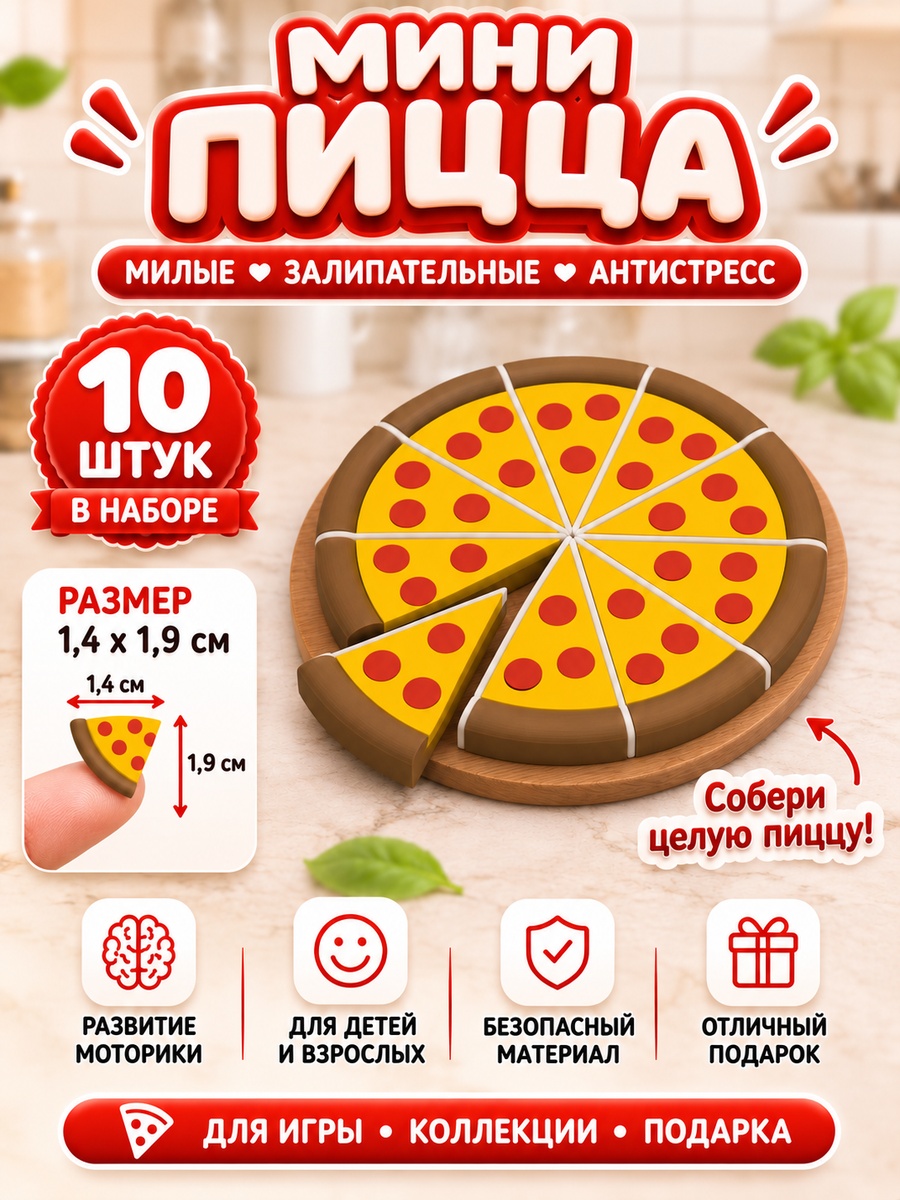 МИНИ
ПИЦЦА
МИЛЫЕ ♥ ЗАЛИПАТЕЛЬНЫЕ ♥ АНТИСТРЕСС
10
ШТУК
В НАБОРЕ
РАЗМЕР
1,4 х 1,9 см
1,4 см
1,9 см
Собери
целую пиццу!
РАЗВИТИЕ
МОТОРИКИ
ДЛЯ ДЕТЕЙ
И ВЗРОСЛЫХ
БЕЗОПАСНЫЙ
МАТЕРИАЛ
ОТЛИЧНЫЙ
ПОДАРОК
ДЛЯ ИГРЫ • КОЛЛЕКЦИИ • ПОДАРКА